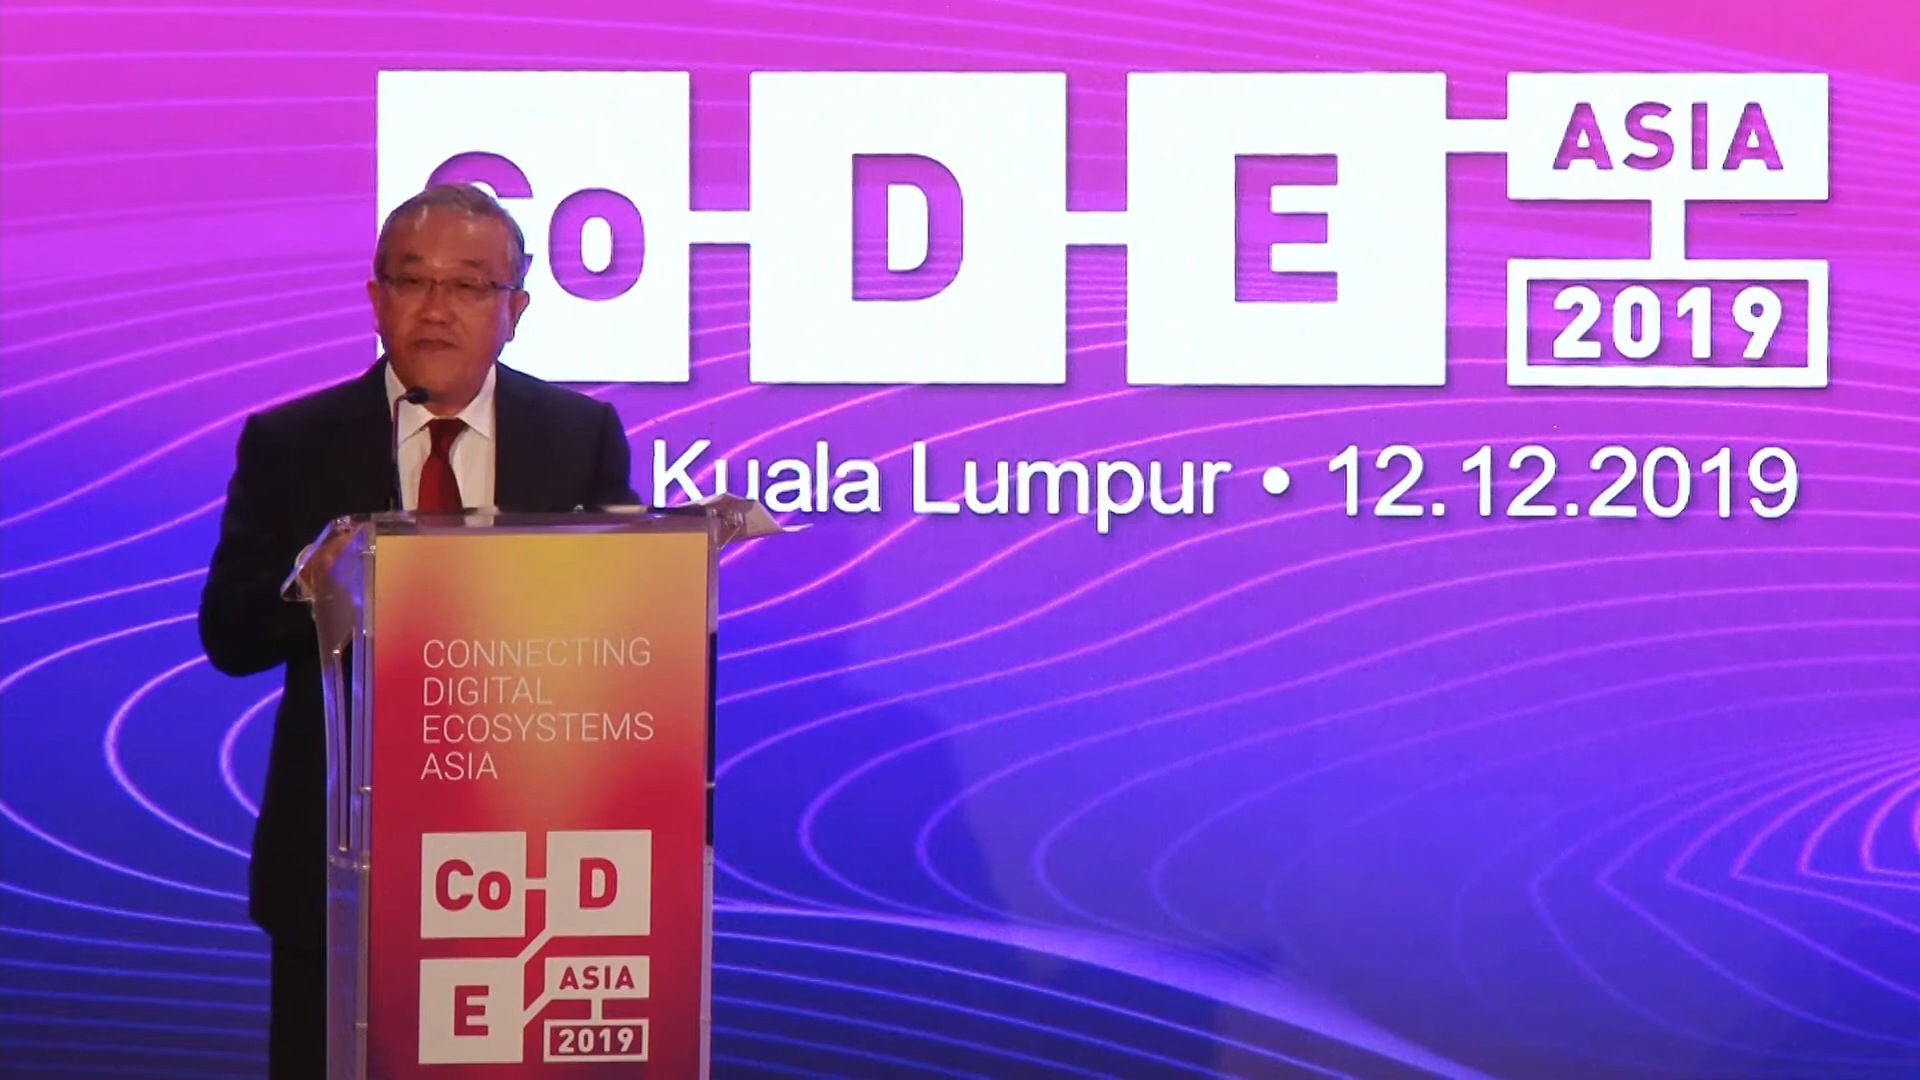 Co D E ASIA
2019
Kuala Lumpur • 12.12.2019
CONNECTING
DIGITAL
ECOSYSTEMS
ASIA
Co D
E ASIA
2019